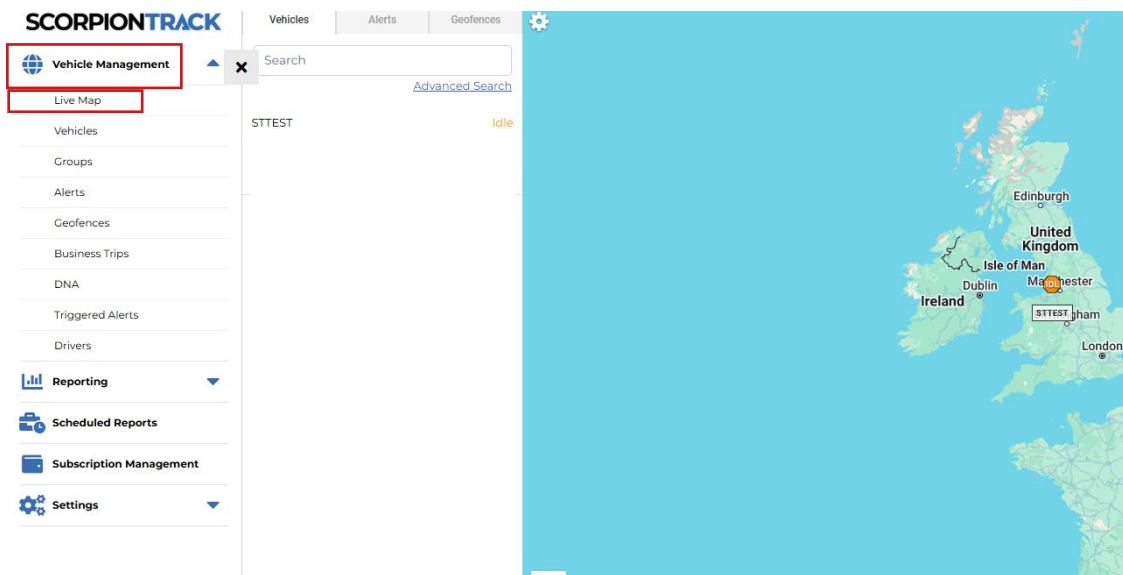 SCORPIONTRACK
Vehicle Management
Live Map
Vehicles
Groups
Alerts
Geofences
Business Trips
DNA
Triggered Alerts
Drivers
Reporting
Scheduled Reports
Subscription Management
Settings
Vehicles Alerts Geofences
Search
Advanced Search
STTEST Idle
Edinburgh
United
Kingdom
Isle of Man
Dublin
Ireland
IDL
STTEST
London